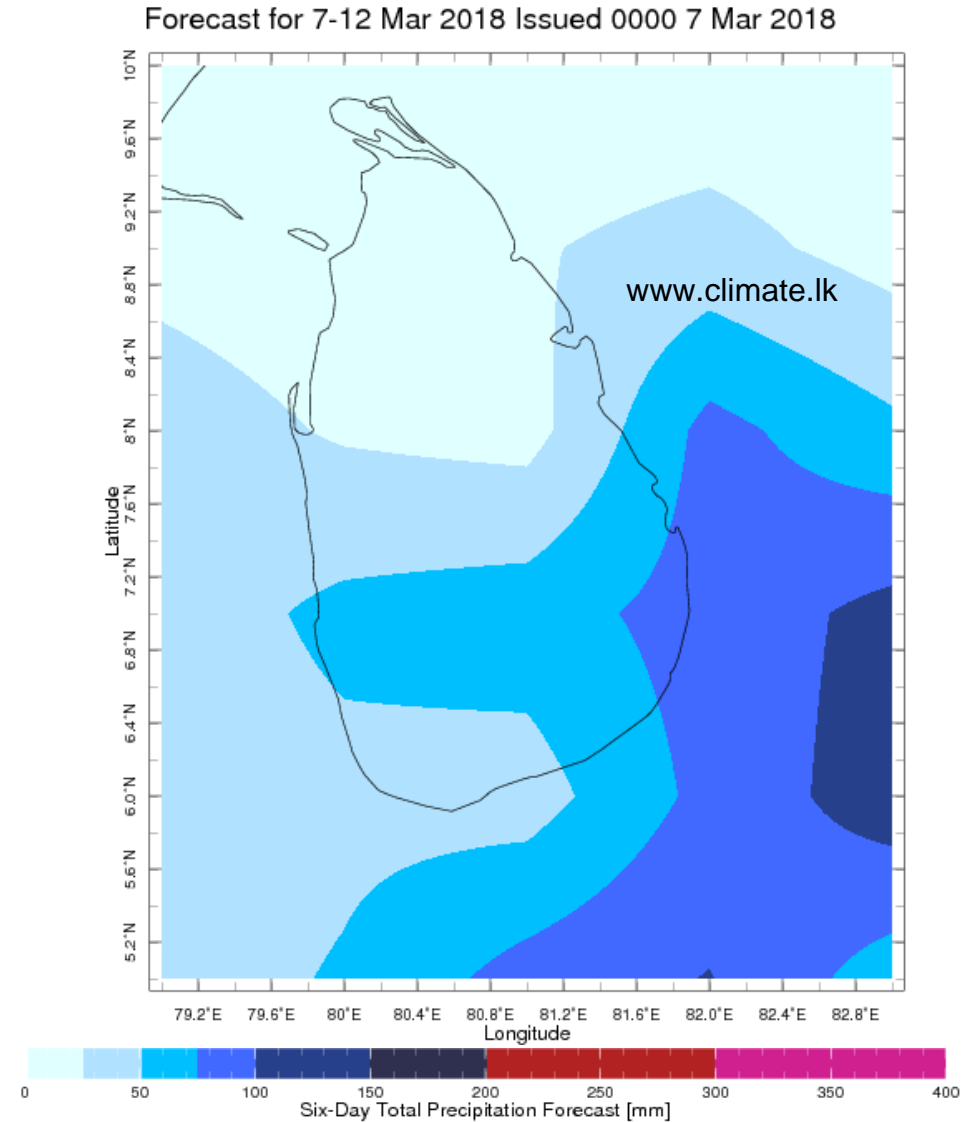 Forecast for 7-12 Mar 2018 Issued 0000 7 Mar 2018
10°N
9.6°N
9.2°N
8.8°N
8.4°N
8°N
7.6°N
7.2°N
6.8°N
6.4°N
6.0°N
5.6°N
5.2°N
Latitude
www.climate.lk
79.2°E 79.6°E 80°E 80.4°E 80.8°E 81.2°E 81.6°E 82.0°E 82.4°E 82.8°E
Longitude
0 50 100 150 200 250 300 350 400
Six-Day Total Precipitation Forecast [mm]